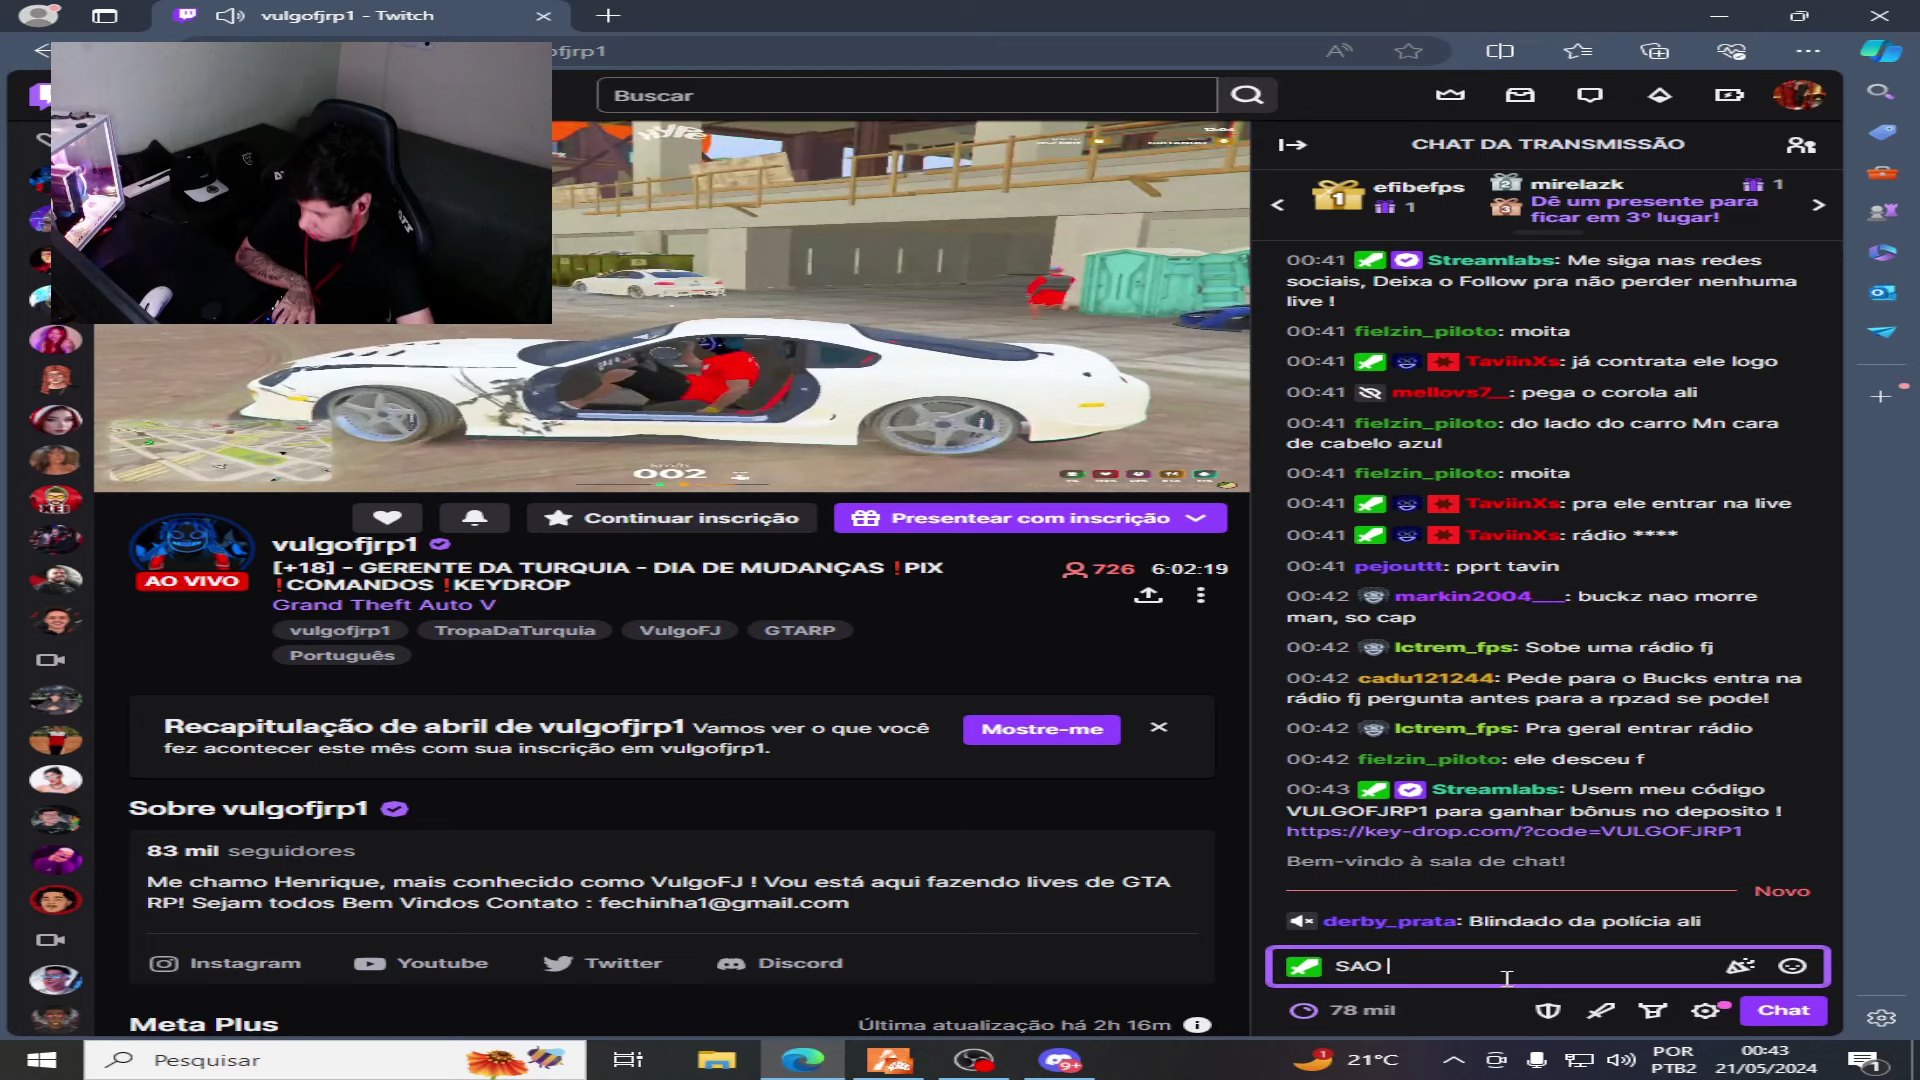 vulgofjrp1 - Twitch
ofjrp1
Buscar
CHAT DA TRANSMISSÃO
efibefps
1
mirelazk
1
Dê um presente para
ficar em 3º lugar!
00:41 Streamlabs: Me siga nas redes
sociais, Deixa o Follow pra não perder nenhuma
live !
00:41 fielzin_piloto: moita
00:41 TaviinXs: já contrata ele logo
00:41 mellovs7__: pega o corola ali
00:41 fielzin_piloto: do lado do carro Mn cara
de cabelo azul
00:41 fielzin_piloto: moita
00:41 TaviinXs: pra ele entrar na live
00:41 TaviinXs: rádio ****
00:41 pejouttt: pprt tavin
00:42 markin2004___: buckz nao morre
man, so cap
00:42 lctrem_fps: Sobe uma rádio fj
00:42 cadu121244: Pede para o Bucks entra na
rádio fj pergunta antes para a rpzad se pode!
00:42 lctrem_fps: Pra geral entrar rádio
00:42 fielzin_piloto: ele desceu f
00:43 Streamlabs: Usem meu código
VULGOFJRP1 para ganhar bônus no deposito !
https://key-drop.com/?code=VULGOFJRP1
Bem-vindo à sala de chat!
Novo
derby_prata: Blindado da polícia ali
SAO
78 mil
Chat
HYPE
002
Continuar inscrição
Presentear com inscrição
vulgofjrp1
AO VIVO
[+18] - GERENTE DA TURQUIA - DIA DE MUDANÇAS !PIX
!COMANDOS !KEYDROP
Grand Theft Auto V
726 6:02:19
vulgofjrp1 TropaDaTurquia VulgoFJ GTARP
Português
Recapitulação de abril de vulgofjrp1 Vamos ver o que você
fez acontecer este mês com sua inscrição em vulgofjrp1.
Mostre-me
Sobre vulgofjrp1
83 mil seguidores
Me chamo Henrique, mais conhecido como VulgoFJ ! Vou está aqui fazendo lives de GTA
RP! Sejam todos Bem Vindos Contato : fechinha1@gmail.com
Instagram Youtube Twitter Discord
Meta Plus
Última atualização há 2h 16m
Pesquisar
9+
21°C
POR
PTB2
00:43
21/05/2024